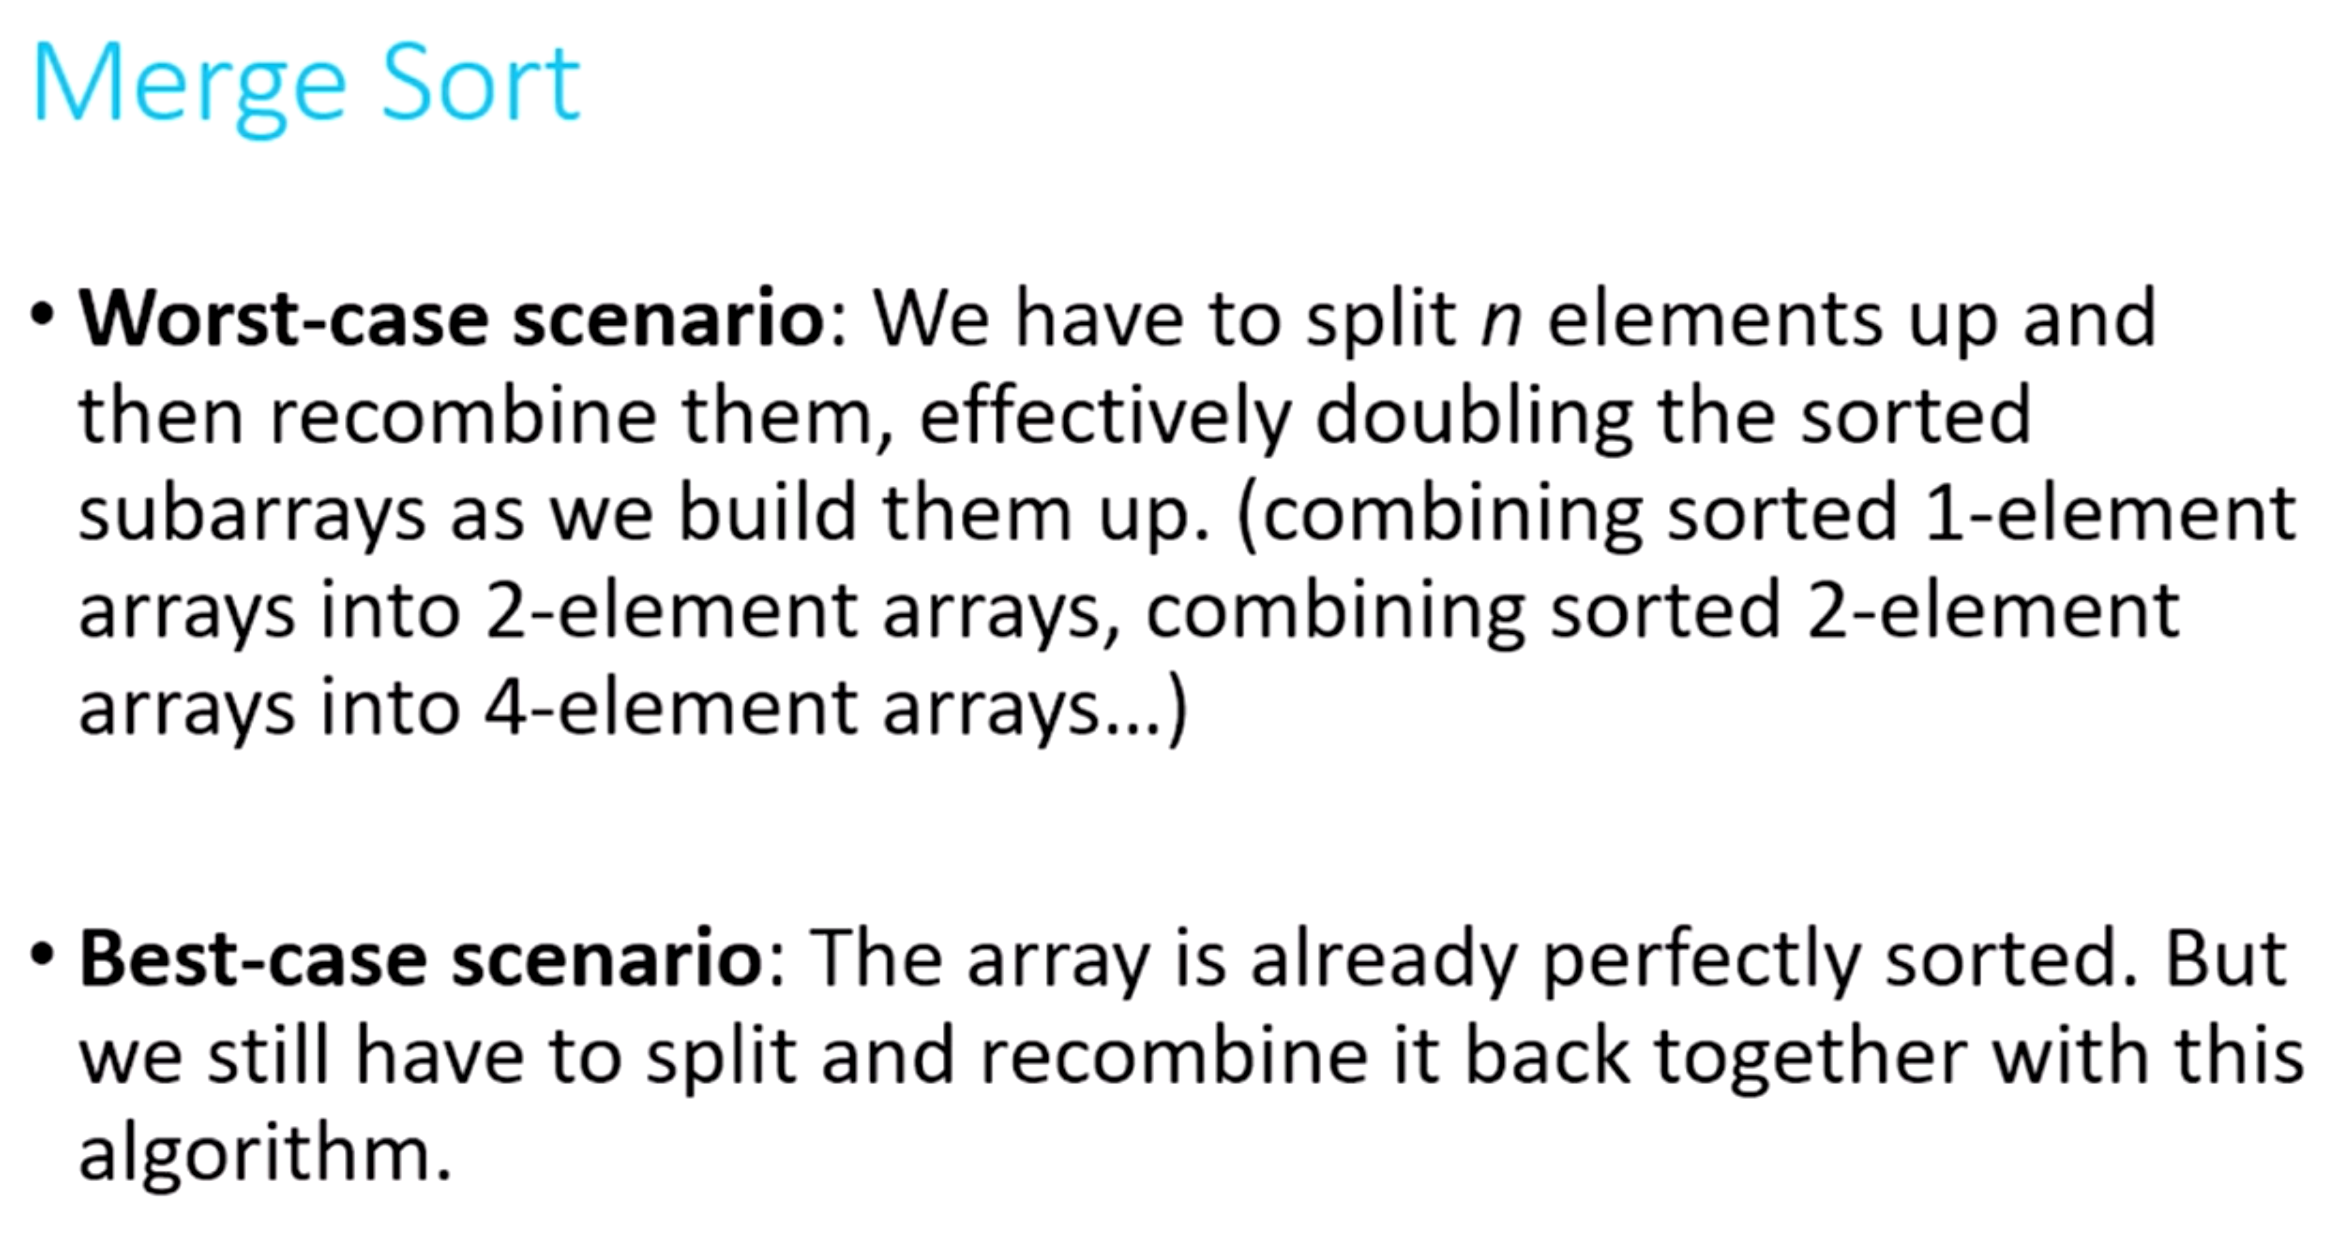 Merge Sort
• Worst-case scenario: We have to split n elements up and
then recombine them, effectively doubling the sorted
subarrays as we build them up. (combining sorted 1-element
arrays into 2-element arrays, combining sorted 2-element
arrays into 4-element arrays...)
• Best-case scenario: The array is already perfectly sorted. But
we still have to split and recombine it back together with this
algorithm.